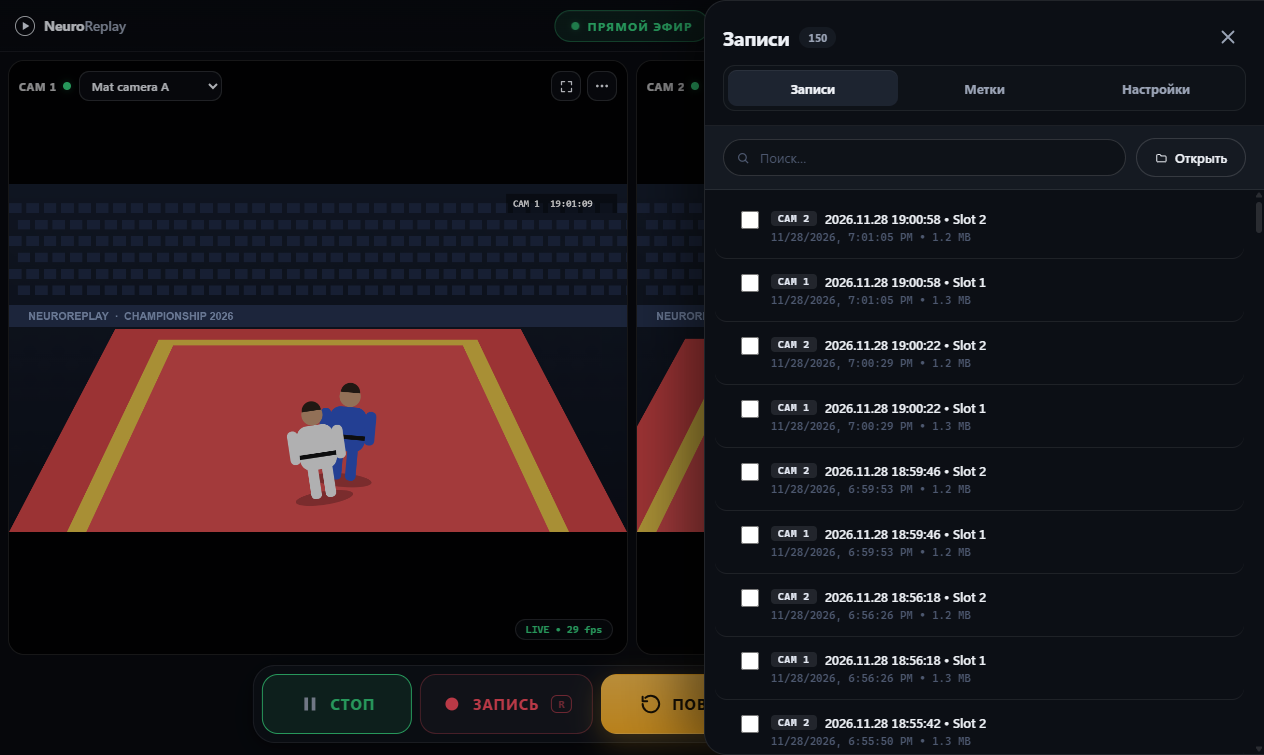 NeuroReplay
ПРЯМОЙ ЭФИР
CAM 1
Mat camera A
CAM 1 19:01:09
NEUROREPLAY · CHAMPIONSHIP 2026
LIVE • 29 fps
CAM 2
NEUROR
СТОП
ЗАПИСЬ R
ПОВ
Записи 150
Записи
Метки
Настройки
Поиск...
Открыть
CAM 2 2026.11.28 19:00:58 • Slot 2
11/28/2026, 7:01:05 PM • 1.2 MB
CAM 1 2026.11.28 19:00:58 • Slot 1
11/28/2026, 7:01:05 PM • 1.3 MB
CAM 2 2026.11.28 19:00:22 • Slot 2
11/28/2026, 7:00:29 PM • 1.2 MB
CAM 1 2026.11.28 19:00:22 • Slot 1
11/28/2026, 7:00:29 PM • 1.3 MB
CAM 2 2026.11.28 18:59:46 • Slot 2
11/28/2026, 6:59:53 PM • 1.2 MB
CAM 1 2026.11.28 18:59:46 • Slot 1
11/28/2026, 6:59:53 PM • 1.2 MB
CAM 2 2026.11.28 18:56:18 • Slot 2
11/28/2026, 6:56:26 PM • 1.2 MB
CAM 1 2026.11.28 18:56:18 • Slot 1
11/28/2026, 6:56:26 PM • 1.3 MB
CAM 2 2026.11.28 18:55:42 • Slot 2
11/28/2026, 6:55:50 PM • 1.3 MB